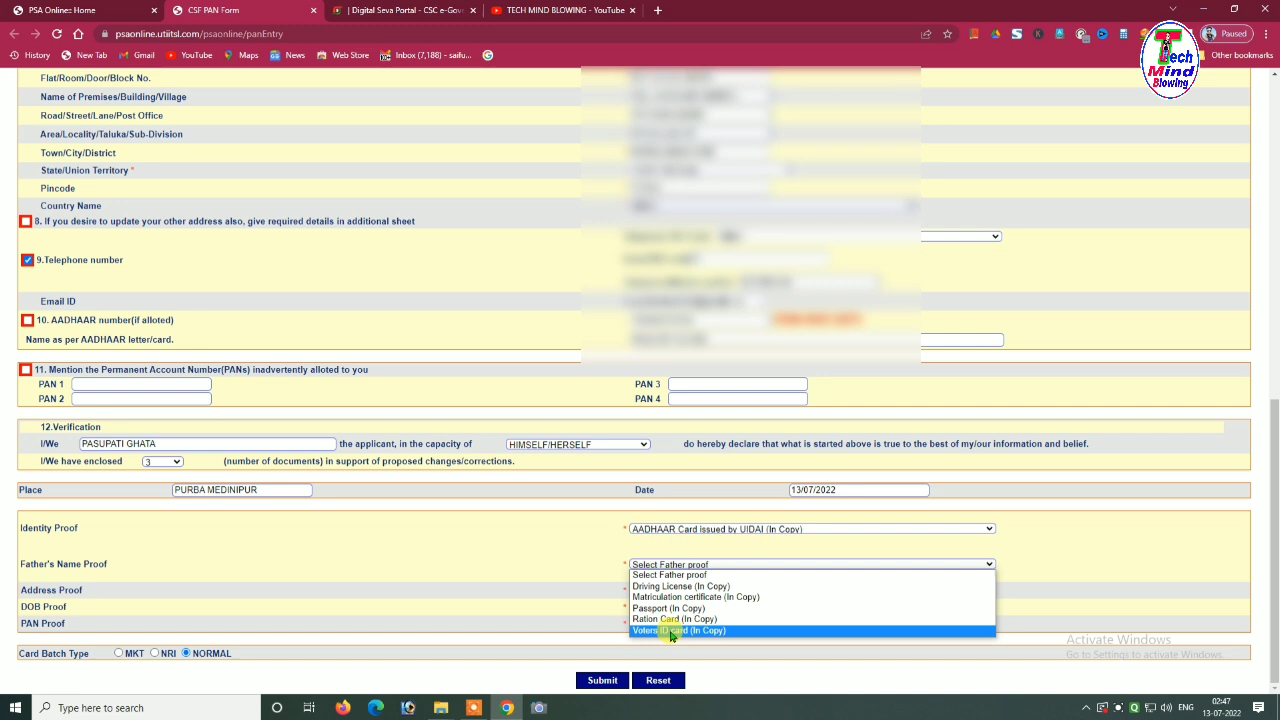 PSA Online | Home
CSF PAN Structure
! Digital Seva Portal - CSC e-Gov
TECH MIND BLOWING - YouTube
psaonline.utiitsl.com/psaonline/panEntry
Paused
History
New Tab
Gmail
YouTube
Maps
News
Web Store
Inbox (7,188) - saifu...
Other bookmarks
Tech
Mind
Blowing
Flat/Room/Door/Block No.
Name of Premises/Building/Village
Road/Street/Lane/Post Office
Area/Locality/Taluka/Sub-Division
Town/City/District
State/Union Territory *
Pincode
Country Name
8. If you desire to update your other address also, give required details in additional sheet
9.Telephone number
Email ID
10. AADHAAR number(if alloted)
Name as per AADHAAR letter/card.
11. Mention the Permanent Account Number(PANs) inadvertently alloted to you
PAN 1 PAN 3
PAN 2 PAN 4
12.Verification
I/We PASUPATI GHATA the applicant, in the capacity of HIMSELF/HERSELF do hereby declare that what is started above is true to the best of my/our information and belief.
I/We have enclosed 3 (number of documents) in support of proposed changes/corrections.
Place PURBA MEDINIPUR Date 13/07/2022
Identity Proof * AADHAAR Card issued by UIDAI (In Copy)
Father's Name Proof * Select Father proof
Select Father proof
Driving License (In Copy)
Address Proof *
Matriculation certificate (In Copy)
DOB Proof *
Passport (In Copy)
Ration Card (In Copy)
PAN Proof *
Voters ID card (In Copy)
Activate Windows
Go to Settings to activate Windows.
Card Batch Type MKT NRI NORMAL
Submit Reset
Type here to search
02:47
13-07-2022